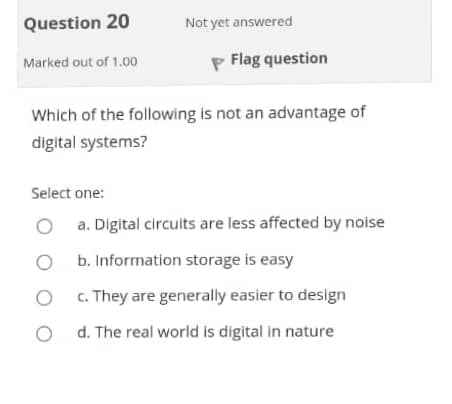 Question 20
Not yet answered
Marked out of 1.00
Flag question
Which of the following is not an advantage of
digital systems?
Select one:
a. Digital circuits are less affected by noise
b. Information storage is easy
c. They are generally easier to design
d. The real world is digital in nature